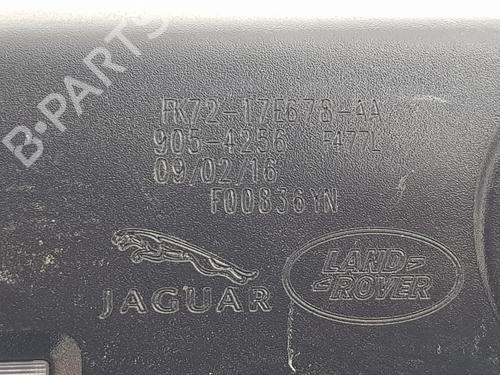 B-PARTS
FK72-17E678-AA
905-4256 F477L
09/02/16
F00836YN
JAGUAR
LAND
ROVER